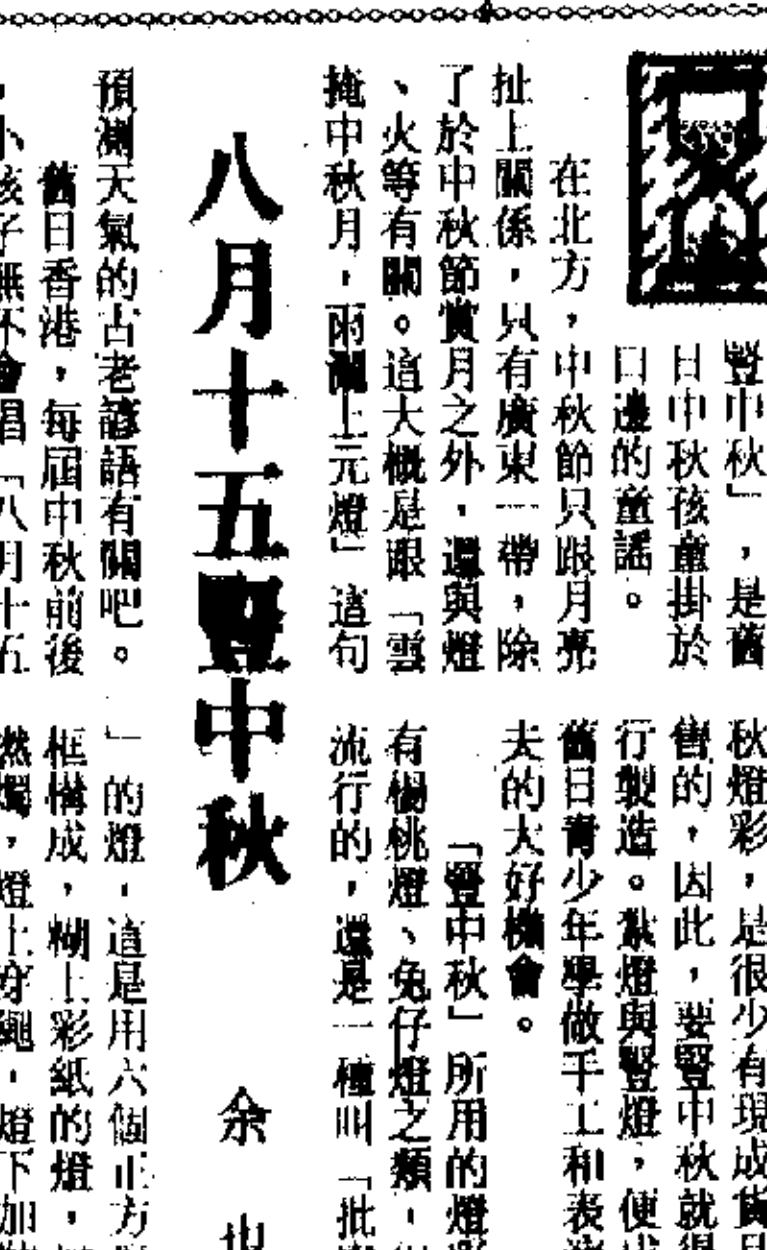 八月十五豎中秋
余
豎中秋」,是舊
日中秋孩童掛於
口邊的童謠。
在北方,中秋節只跟月亮
扯上關係,只有廣東一帶,除
了於中秋節賞月之外,還與燈
、火等有關。這大概是跟「雲
掩中秋月,雨灑上元燈」這句
預測天氣的古老諺語有關吧。
舊日香港,每屆中秋前後
,小孩子無不會唱「八月十五
秋燈彩,是很少有現成貨
售的,因此,要豎中秋就得
行製造。紮燈與豎燈,便成
舊日青少年學做手工和表
夫的大好機會。
「豎中秋」所用的燈
有楊桃燈、兔仔燈之類,
流行的,還是一種叫「批
」的燈,這是用六個正方
框構成,糊上彩紙的燈,
燃燭,燈上穿繩,燈下加